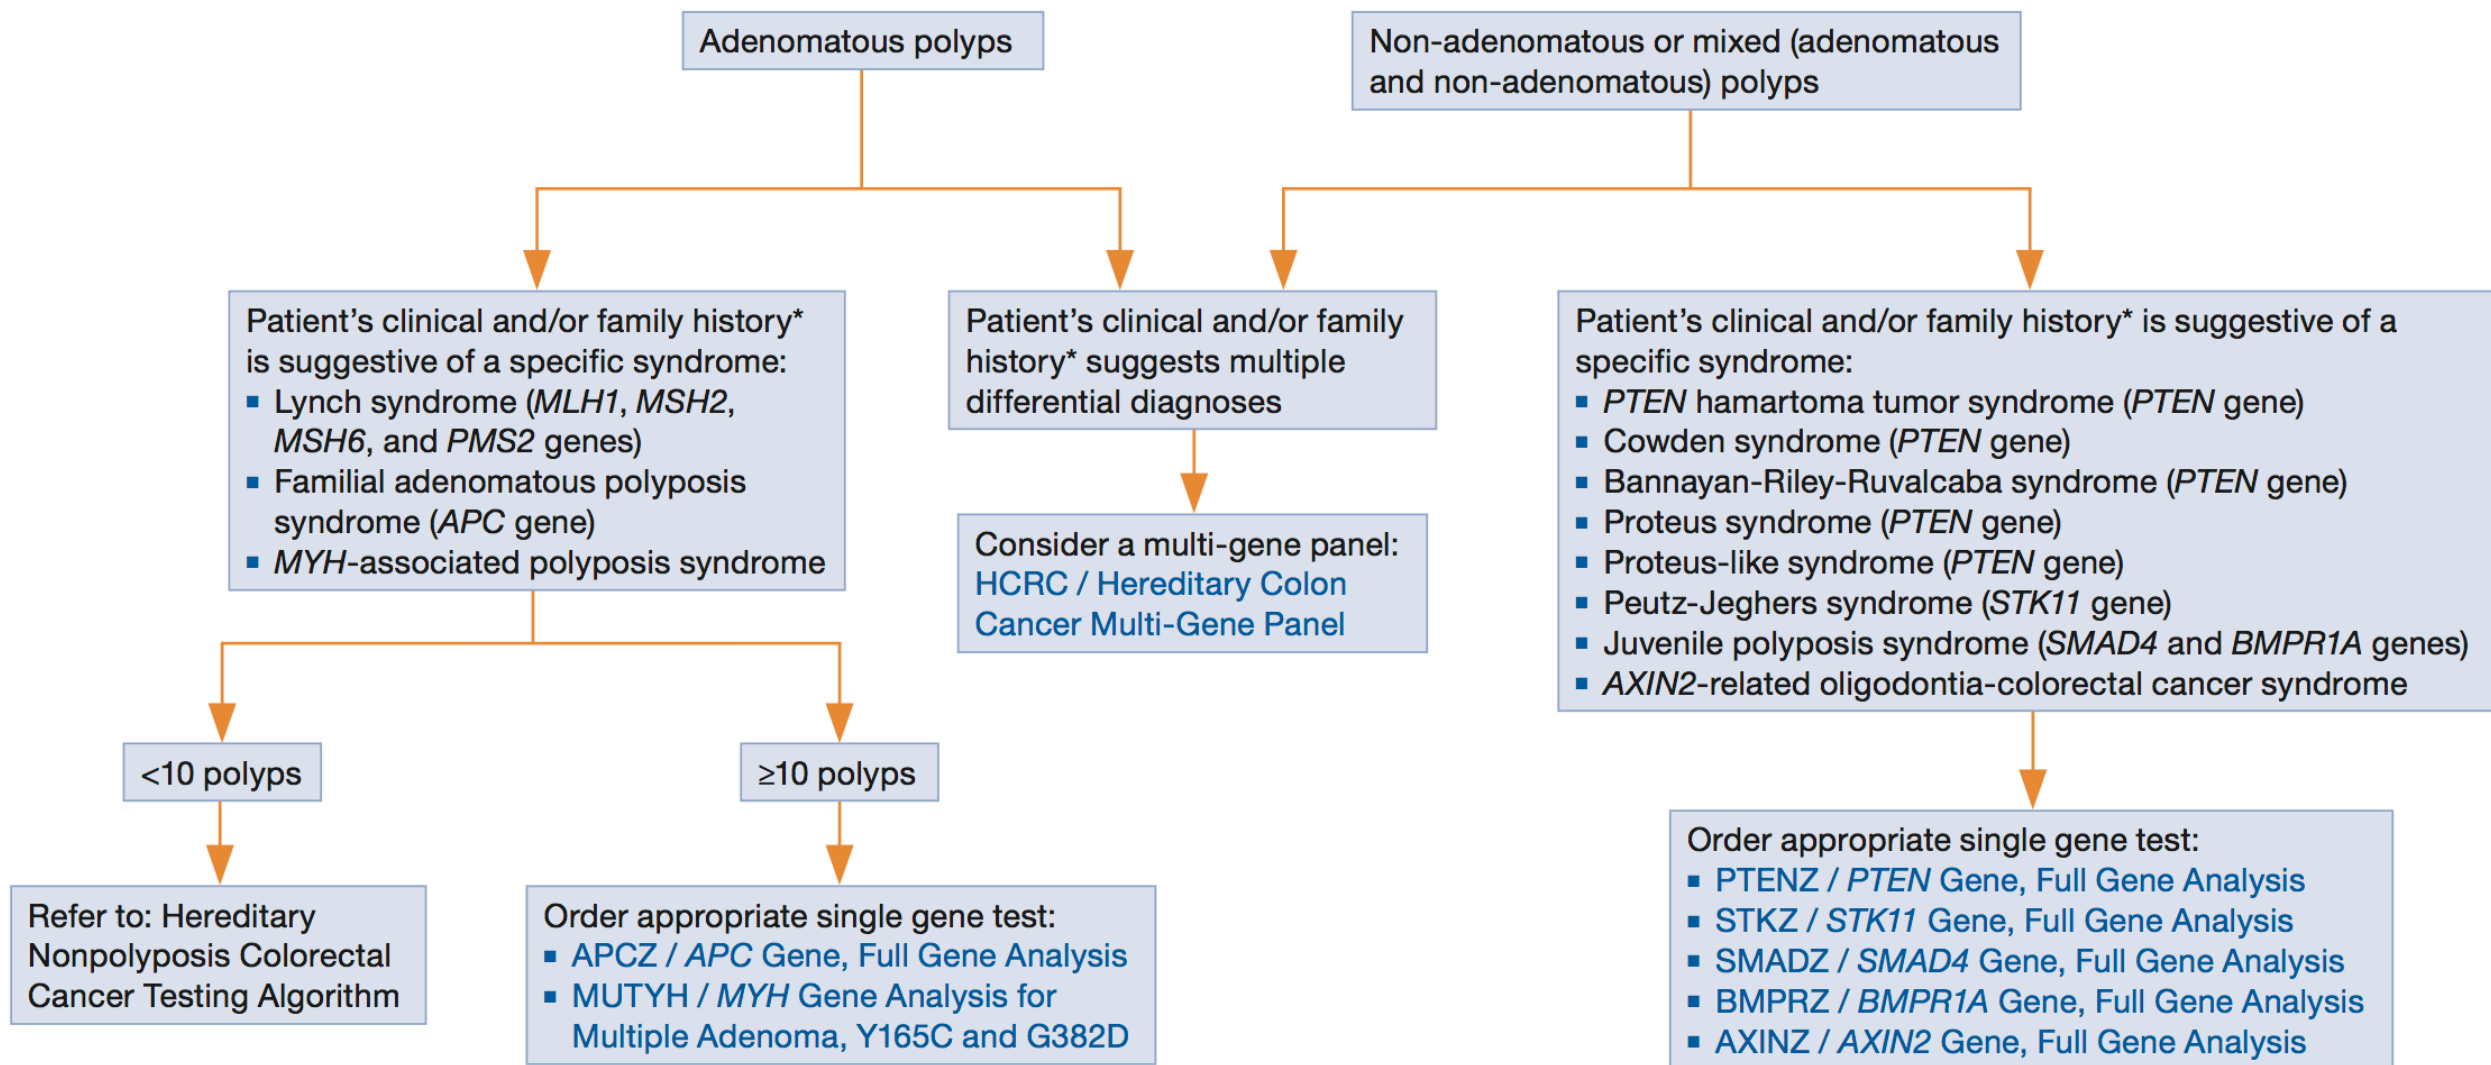 Adenomatous polyps
Non-adenomatous or mixed (adenomatous
and non-adenomatous) polyps
Patient’s clinical and/or family history*
is suggestive of a specific syndrome:
▪ Lynch syndrome (MLH1, MSH2,
MSH6, and PMS2 genes)
▪ Familial adenomatous polyposis
syndrome (APC gene)
▪ MYH-associated polyposis syndrome
Patient’s clinical and/or family
history* suggests multiple
differential diagnoses
Patient’s clinical and/or family history* is suggestive of a
specific syndrome:
▪ PTEN hamartoma tumor syndrome (PTEN gene)
▪ Cowden syndrome (PTEN gene)
▪ Bannayan-Riley-Ruvalcaba syndrome (PTEN gene)
▪ Proteus syndrome (PTEN gene)
▪ Proteus-like syndrome (PTEN gene)
▪ Peutz-Jeghers syndrome (STK11 gene)
▪ Juvenile polyposis syndrome (SMAD4 and BMPR1A genes)
▪ AXIN2-related oligodontia-colorectal cancer syndrome
Consider a multi-gene panel:
HCRC / Hereditary Colon
Cancer Multi-Gene Panel
<10 polyps
≥10 polyps
Refer to: Hereditary
Nonpolyposis Colorectal
Cancer Testing Algorithm
Order appropriate single gene test:
▪ APCZ / APC Gene, Full Gene Analysis
▪ MUTYH / MYH Gene Analysis for
Multiple Adenoma, Y165C and G382D
Order appropriate single gene test:
▪ PTENZ / PTEN Gene, Full Gene Analysis
▪ STKZ / STK11 Gene, Full Gene Analysis
▪ SMADZ / SMAD4 Gene, Full Gene Analysis
▪ BMPRZ / BMPR1A Gene, Full Gene Analysis
▪ AXINZ / AXIN2 Gene, Full Gene Analysis